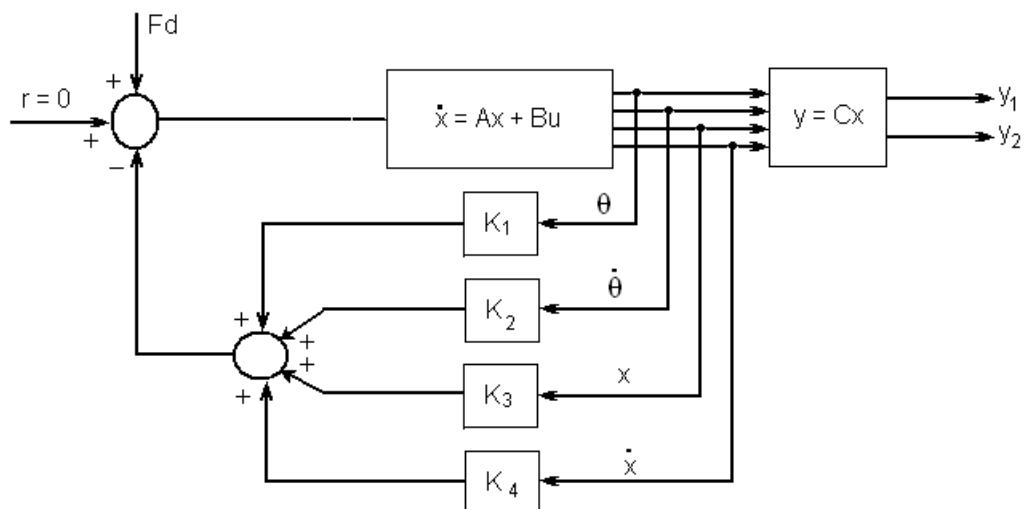 Fd
+
r = 0
+
−
ẋ = Ax + Bu
y = Cx
y₁
y₂
K₁
θ
+
K₂
θ̇
+
+
K₃
x
+
K₄
ẋ